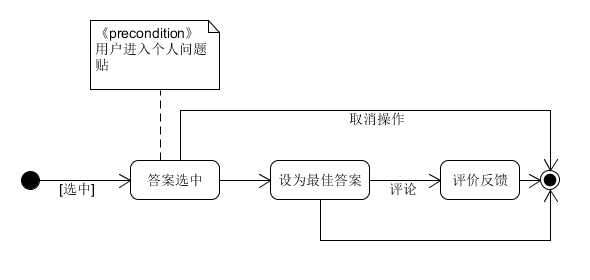 《precondition》
用户进入个人问题
贴
取消操作
答案选中
设为最佳答案
评价反馈
[选中]
评论